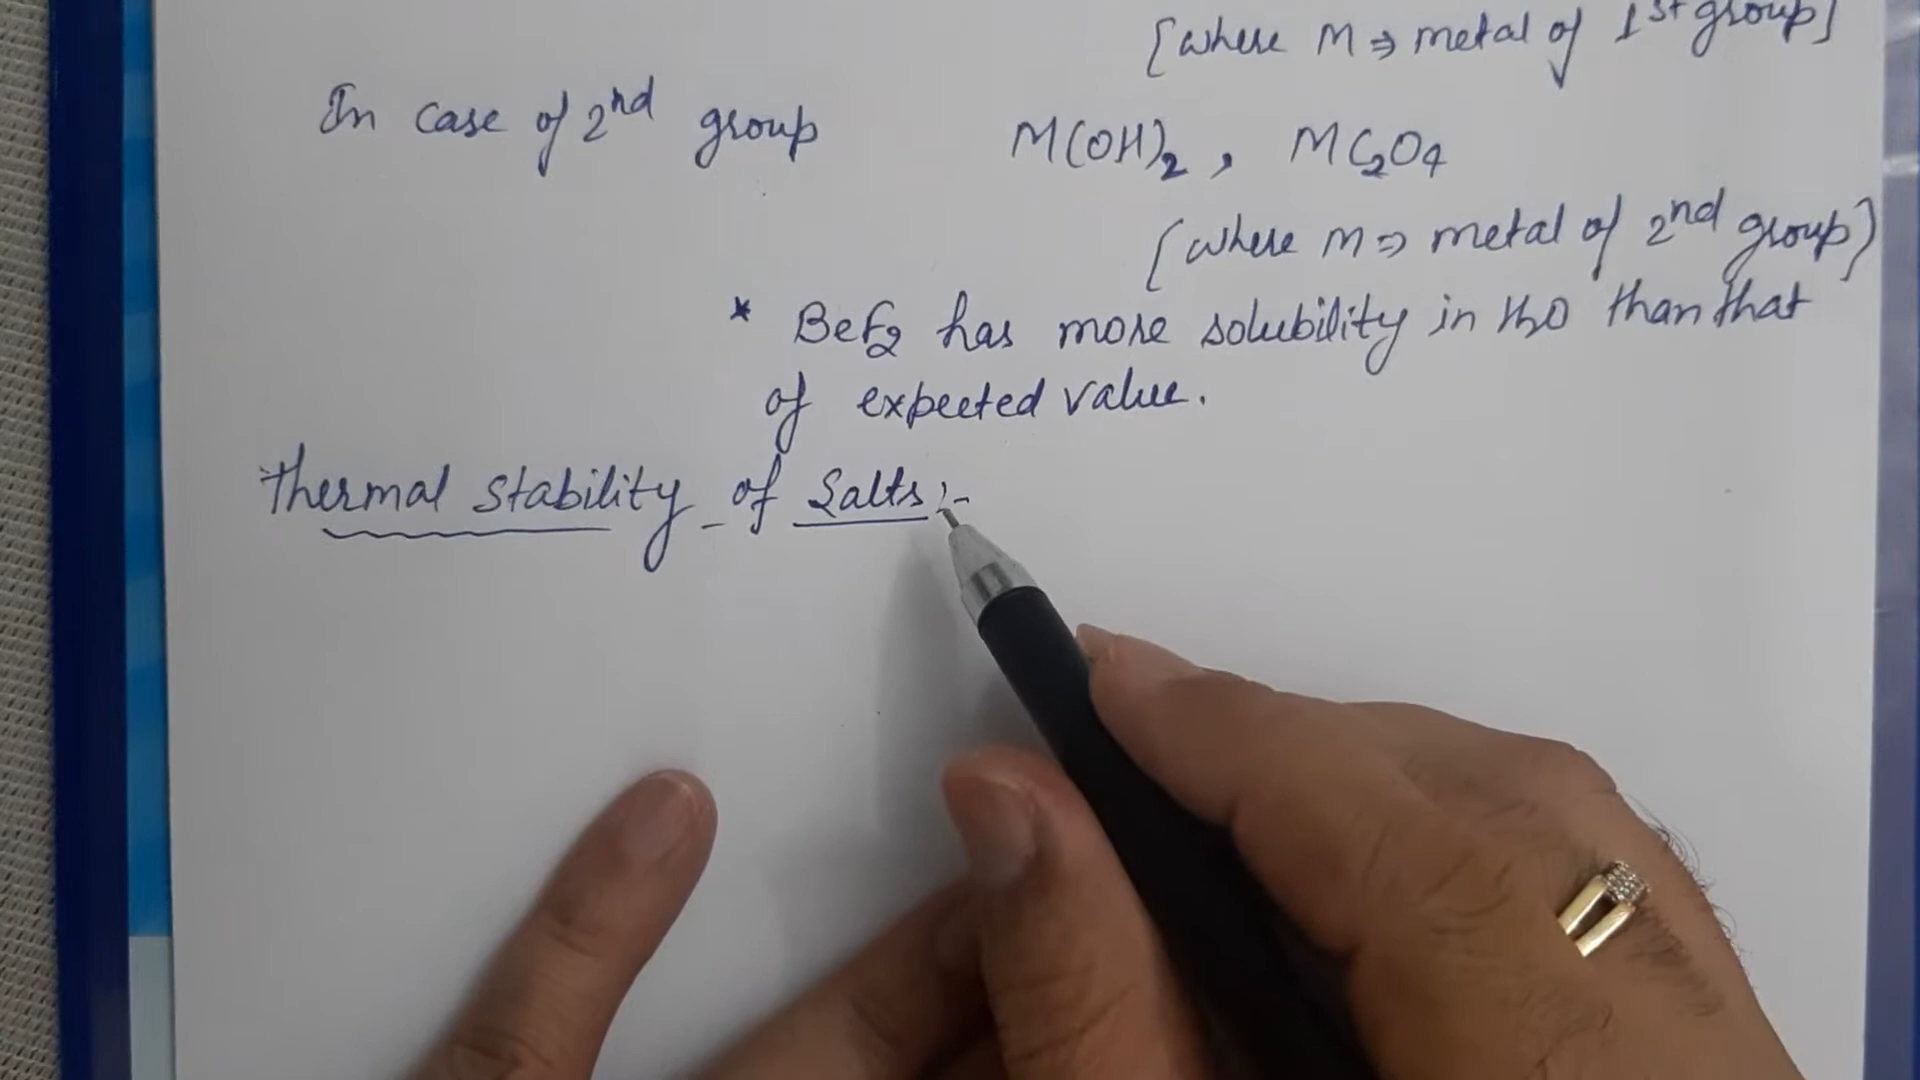 [where M ⇒ metal of 1st group]
In case of 2nd group M(OH)2 , MC2O4
[where M ⇒ metal of 2nd group]
* BeF2 has more solubility in H2O than that
of expected value.
Thermal Stability of Salts :-